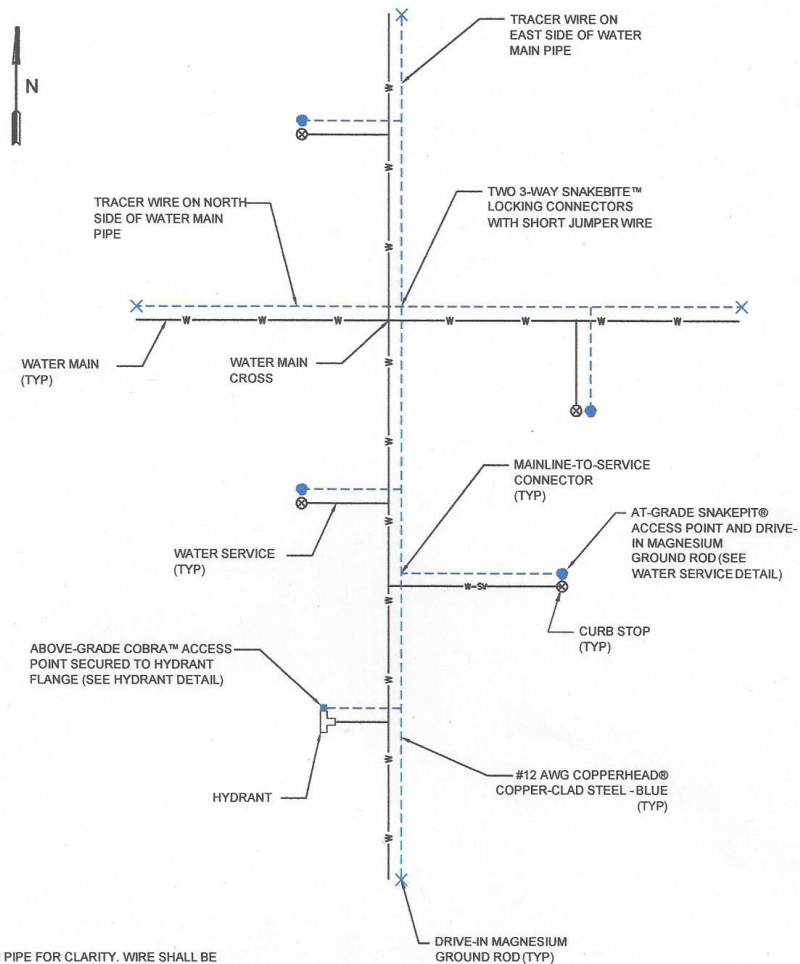 TRACER WIRE ON
EAST SIDE OF WATER
MAIN PIPE
N
W
W
TRACER WIRE ON NORTH
SIDE OF WATER MAIN
PIPE
TWO 3-WAY SNAKEBITE™
LOCKING CONNECTORS
WITH SHORT JUMPER WIRE
W
W W W W W W W
WATER MAIN
(TYP)
WATER MAIN
CROSS
W
W
MAINLINE-TO-SERVICE
CONNECTOR
(TYP)
W
AT-GRADE SNAKEPIT®
ACCESS POINT AND DRIVE-
IN MAGNESIUM
GROUND ROD (SEE
WATER SERVICE DETAIL)
WATER SERVICE
(TYP)
W-SV
W
CURB STOP
(TYP)
ABOVE-GRADE COBRA™ ACCESS
POINT SECURED TO HYDRANT
FLANGE (SEE HYDRANT DETAIL)
W
W
#12 AWG COPPERHEAD®
COPPER-CLAD STEEL - BLUE
(TYP)
HYDRANT
W
DRIVE-IN MAGNESIUM
GROUND ROD (TYP)
PIPE FOR CLARITY. WIRE SHALL BE